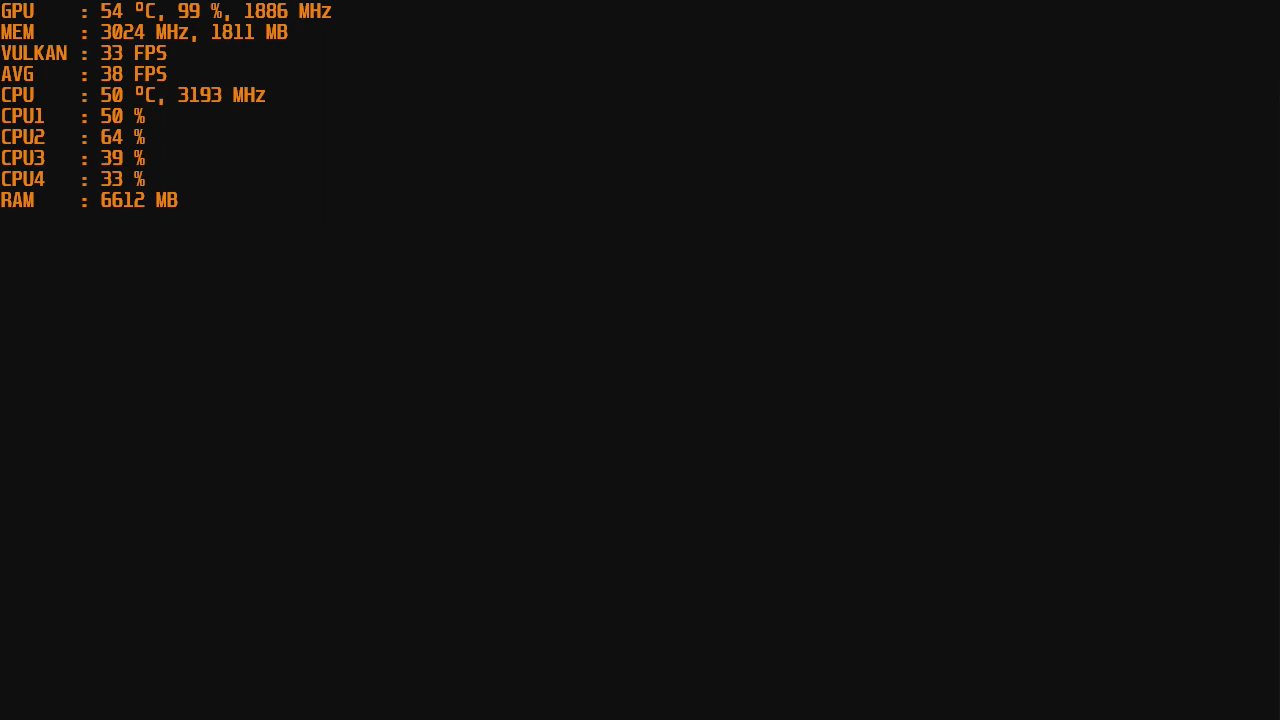 GPU : 54 °C, 99 %, 1886 MHz
MEM : 3024 MHz, 1811 MB
VULKAN : 33 FPS
AVG : 38 FPS
CPU : 50 °C, 3193 MHz
CPU1 : 50 %
CPU2 : 64 %
CPU3 : 39 %
CPU4 : 33 %
RAM : 6612 MB